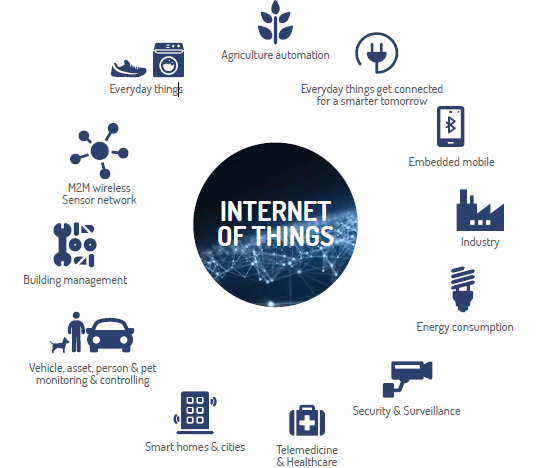 Agriculture automation
Everyday things
Everyday things get connected
for a smarter tomorrow
Embedded mobile
M2M wireless
Sensor network
INTERNET
OF THINGS
Industry
Building management
Energy consumption
Vehicle, asset, person & pet
monitoring & controlling
Security & Surveillance
Smart homes & cities
Telemedicine
& Healthcare